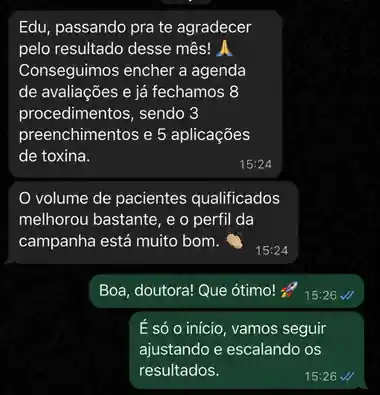 Edu, passando pra te agradecer
pelo resultado desse mês! 🙏
Conseguimos encher a agenda
de avaliações e já fechamos 8
procedimentos, sendo 3
preenchimentos e 5 aplicações
de toxina.
15:24
O volume de pacientes qualificados
melhorou bastante, e o perfil da
campanha está muito bom. 👏🏼
15:24
Boa, doutora! Que ótimo! 🚀 15:26
É só o início, vamos seguir
ajustando e escalando os
resultados.
15:26